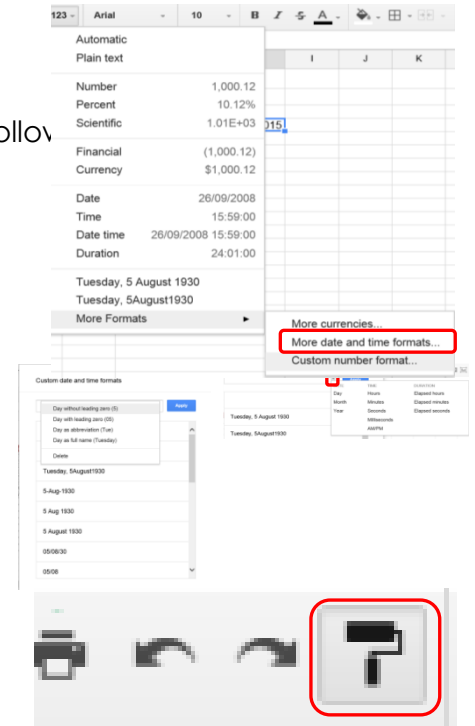 123 Arial 10 B I S A
Automatic
Plain text
I J K
Number 1,000.12
Percent 10.12%
Scientific 1.01E+03
015
ollow
Financial (1,000.12)
Currency $1,000.12
Date 26/09/2008
Time 15:59:00
Date time 26/09/2008 15:59:00
Duration 24:01:00
Tuesday, 5 August 1930
Tuesday, 5August1930
More Formats
More currencies...
More date and time formats...
Custom number format...
Custom date and time formats
Day without leading zero (5)
Apply
Day with leading zero (05)
Day as abbreviation (Tue)
Day as full name (Tuesday)
Delete
Tuesday, 5August1930
5-Aug-1930
5 Aug 1930
5 August 1930
05/08/30
05/08
Tuesday, 5 August 1930
Tuesday, 5August1930
TIME DURATION
Day Hours Elapsed hours
Month Minutes Elapsed minutes
Year Seconds Elapsed seconds
Milliseconds
AM/PM